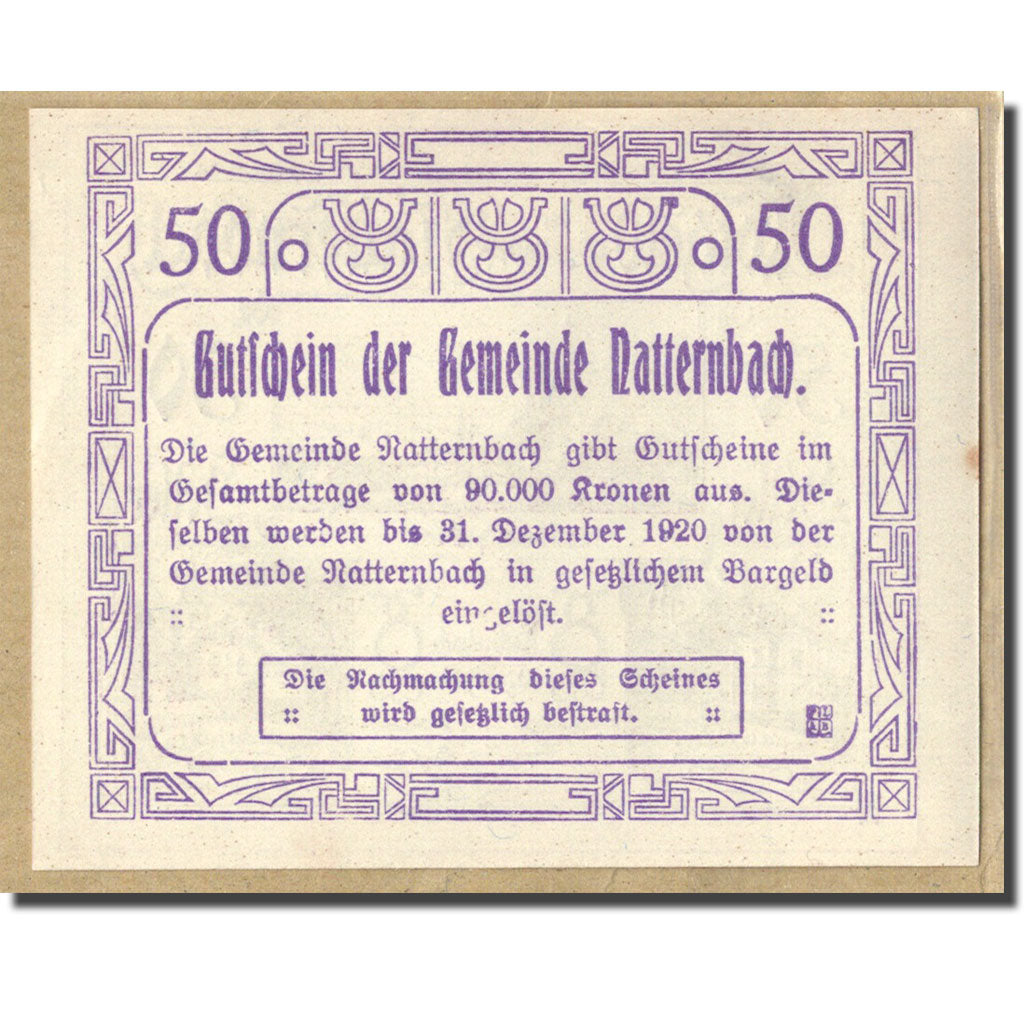 50 50
Gutschein der Gemeinde Natternbach.
Die Gemeinde Natternbach gibt Gutscheine im
Gesamtbetrage von 90.000 Kronen aus. Die-
selben werden bis 31. Dezember 1920 von der
Gemeinde Natternbach in gesetzlichem Bargeld
:: eingelöst. ::
Die Nachmachung dieses Scheines
:: wird gesetzlich bestraft. ::